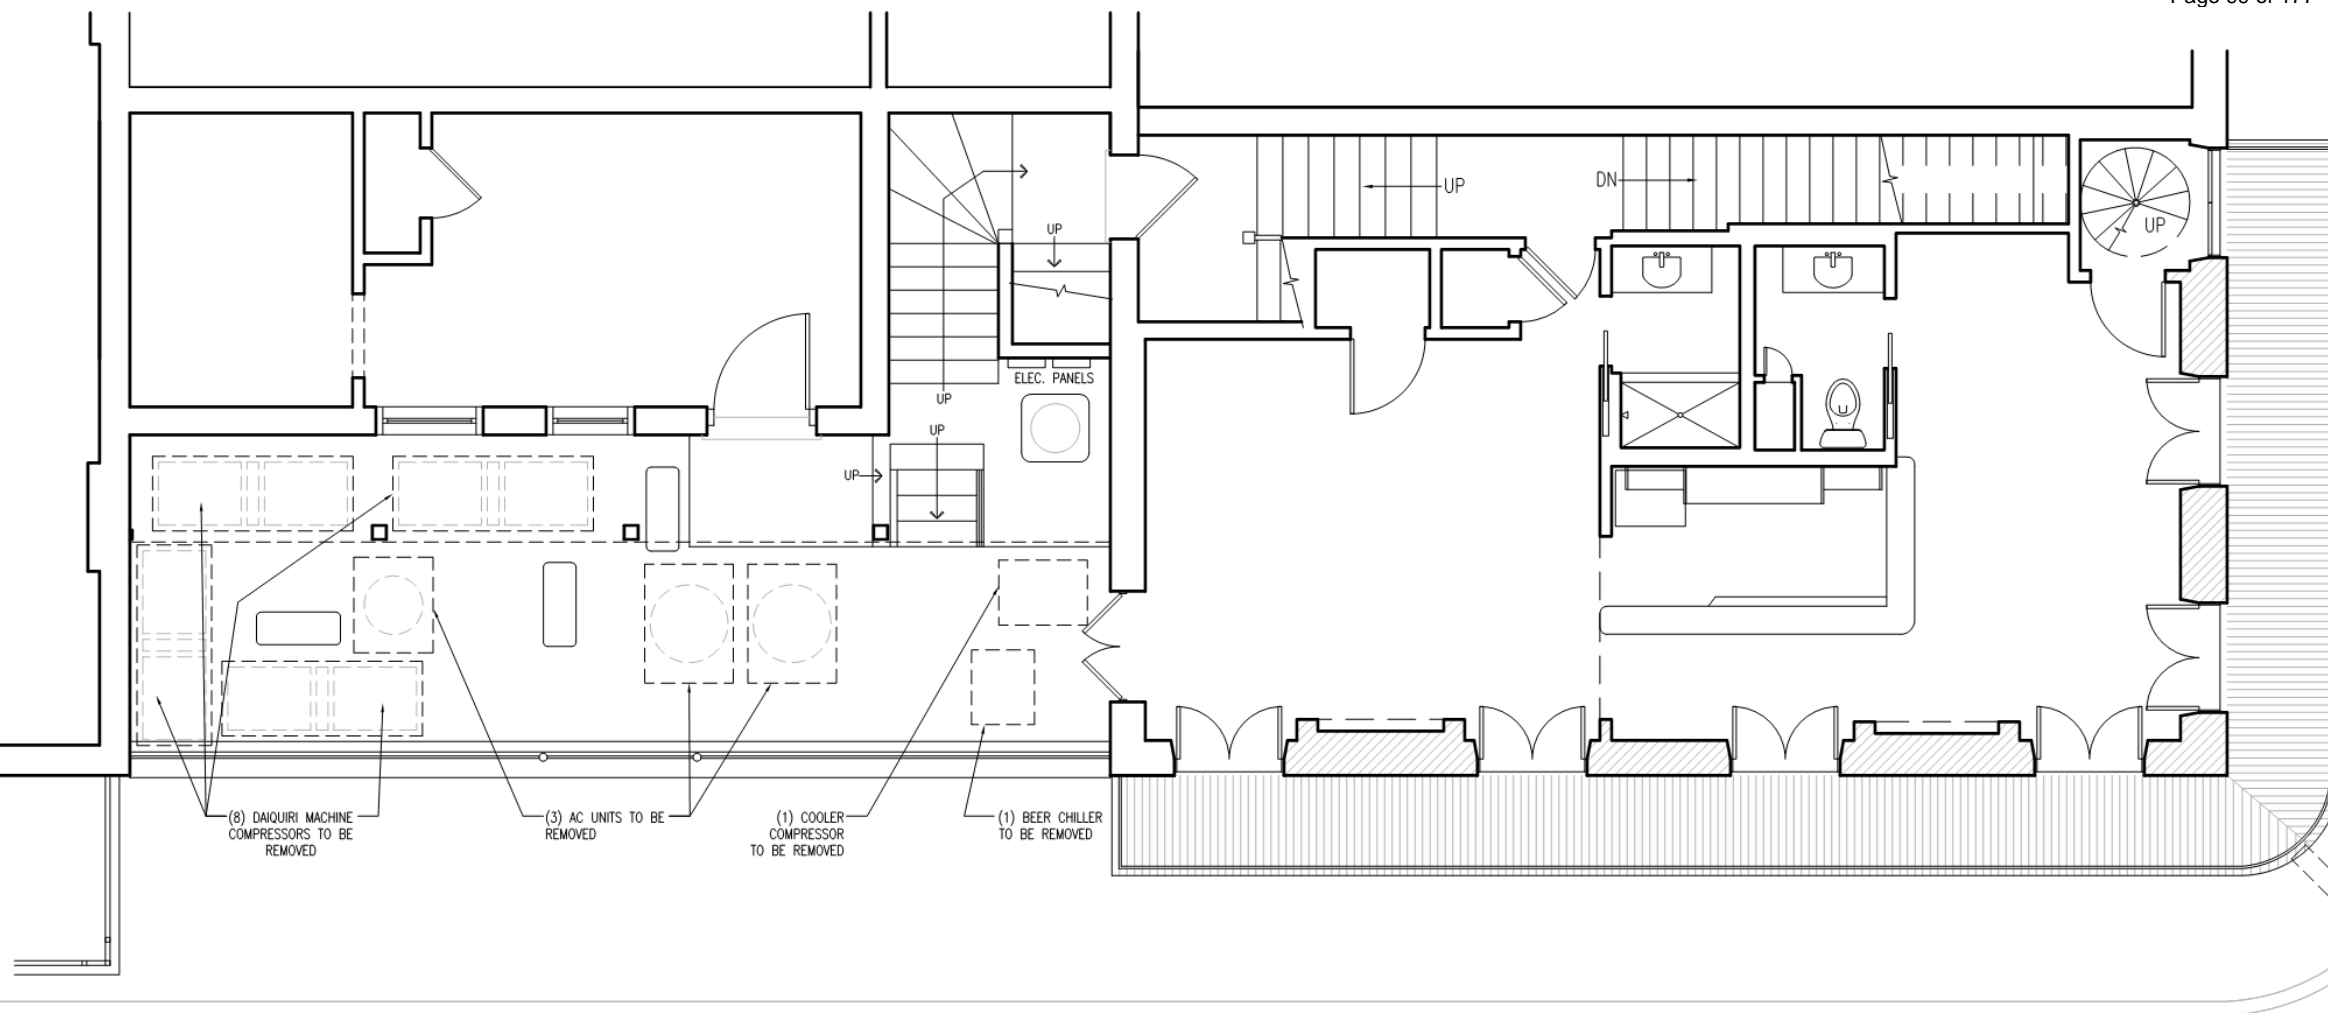 UP
DN
UP
UP
UP
ELEC. PANELS
UP
UP
UP
(8) DAIQUIRI MACHINE
COMPRESSORS TO BE
REMOVED
(3) AC UNITS TO BE
REMOVED
(1) COOLER
COMPRESSOR
TO BE REMOVED
(1) BEER CHILLER
TO BE REMOVED